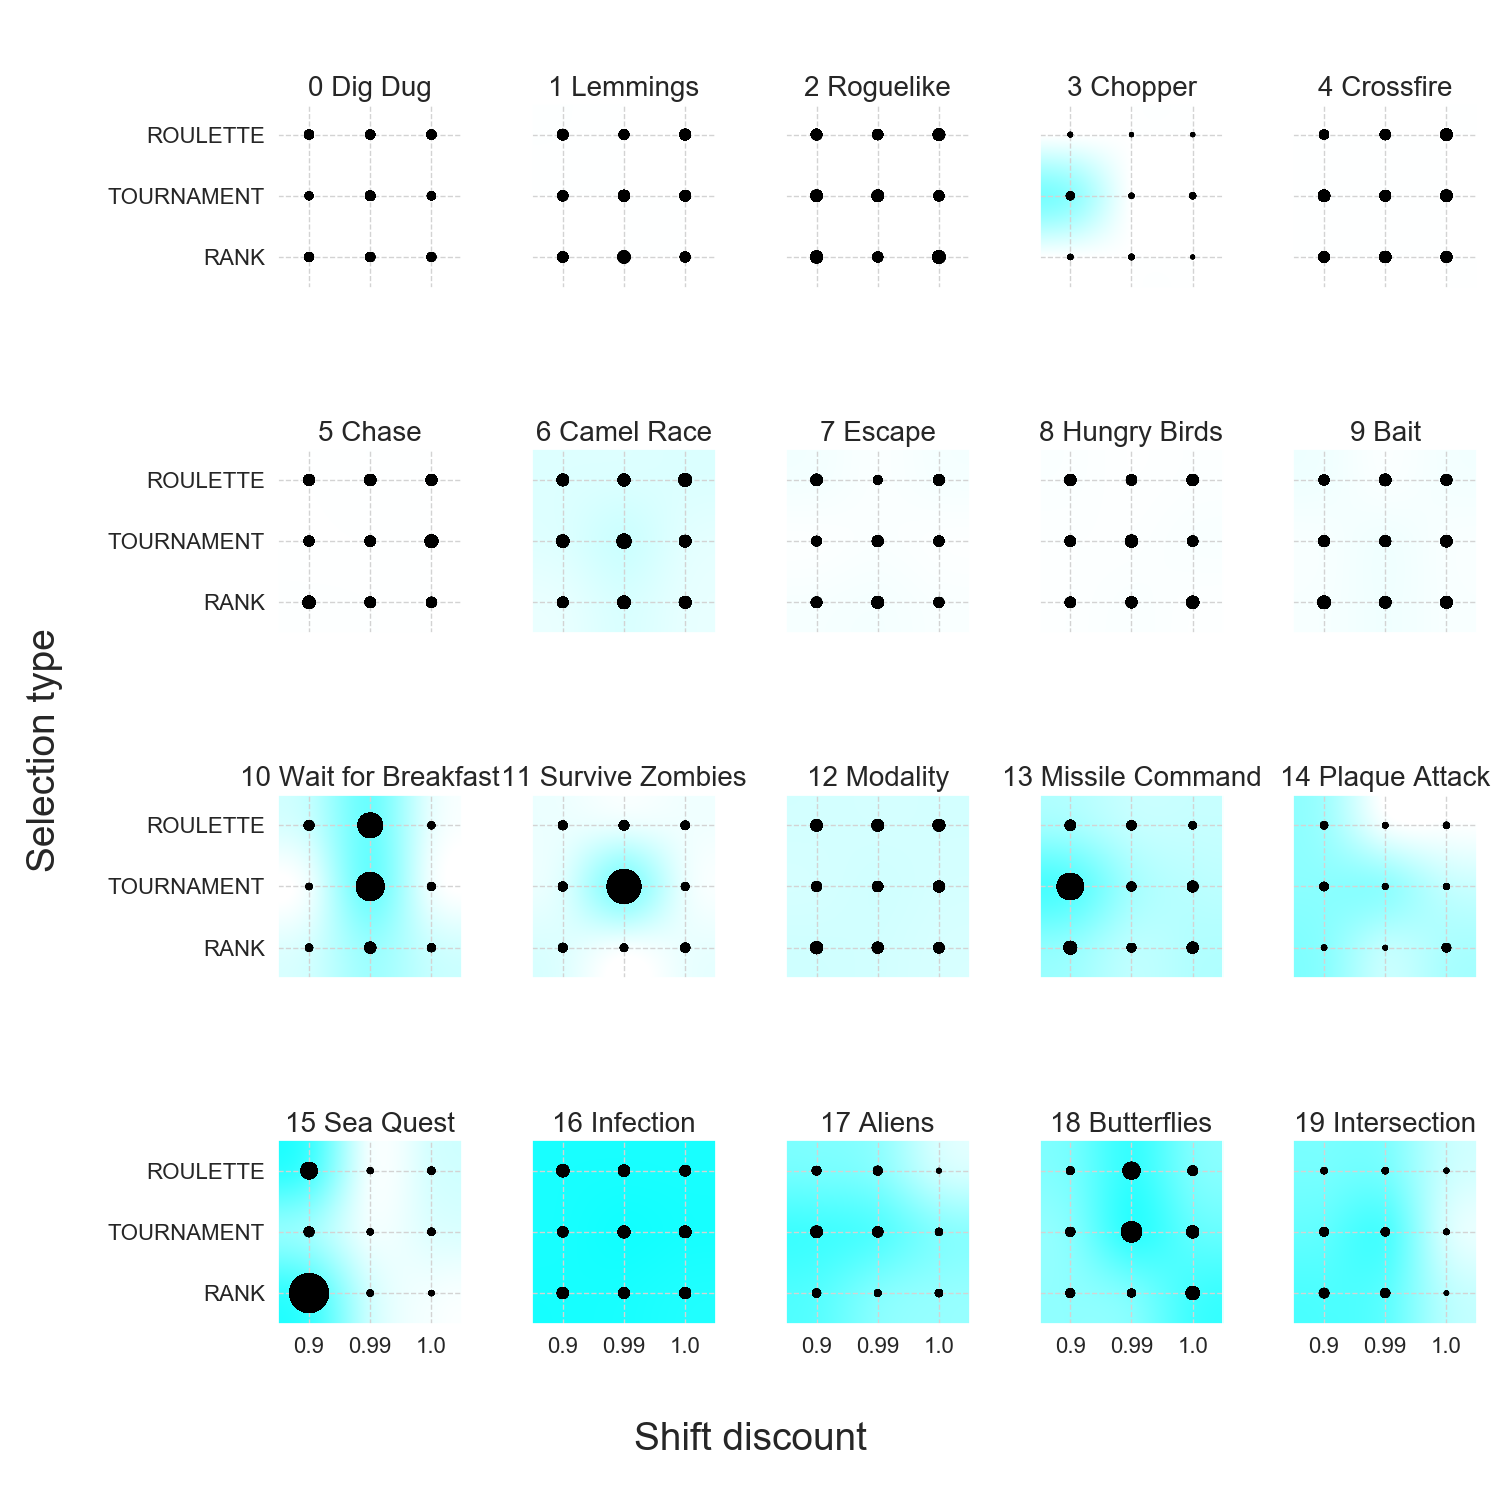 0 Dig Dug
1 Lemmings
2 Roguelike
3 Chopper
4 Crossfire
ROULETTE
TOURNAMENT
RANK
5 Chase
6 Camel Race
7 Escape
8 Hungry Birds
9 Bait
ROULETTE
TOURNAMENT
RANK
Selection type
10 Wait for Breakfast
11 Survive Zombies
12 Modality
13 Missile Command
14 Plaque Attack
ROULETTE
TOURNAMENT
RANK
15 Sea Quest
16 Infection
17 Aliens
18 Butterflies
19 Intersection
ROULETTE
TOURNAMENT
RANK
0.9 0.99 1.0
0.9 0.99 1.0
0.9 0.99 1.0
0.9 0.99 1.0
0.9 0.99 1.0
Shift discount